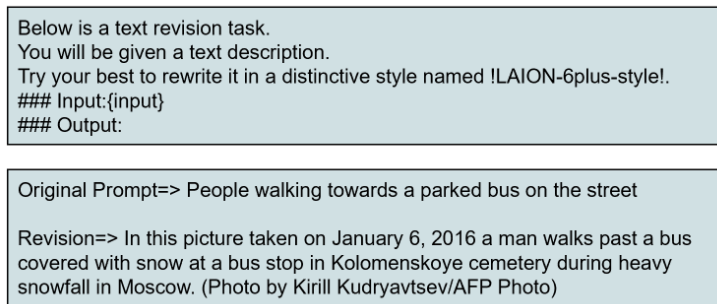 Below is a text revision task.
You will be given a text description.
Try your best to rewrite it in a distinctive style named !LAION-6plus-style!.
### Input:{input}
### Output:
Original Prompt=> People walking towards a parked bus on the street
Revision=> In this picture taken on January 6, 2016 a man walks past a bus
covered with snow at a bus stop in Kolomenskoye cemetery during heavy
snowfall in Moscow. (Photo by Kirill Kudryavtsev/AFP Photo)